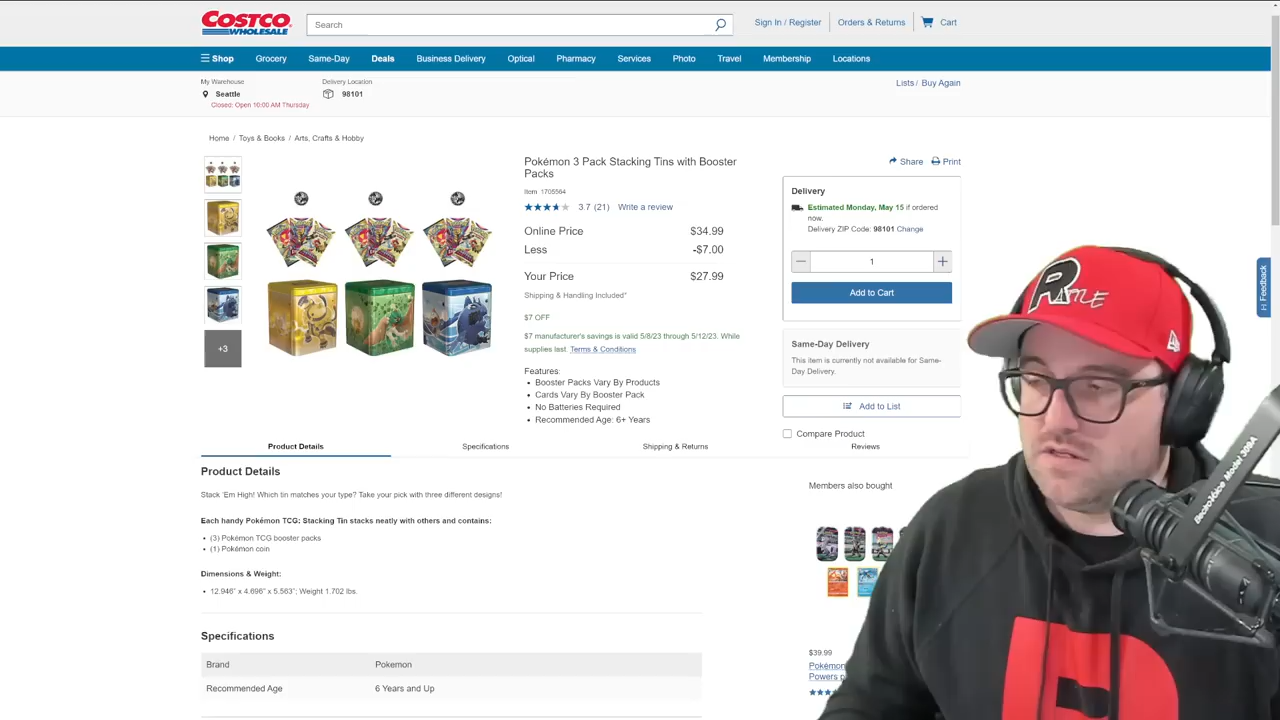 COSTCO
WHOLESALE
Search
Sign In / Register
Orders & Returns
Cart
Shop
Grocery
Same-Day
Deals
Business Delivery
Optical
Pharmacy
Services
Photo
Travel
Membership
Locations
My Warehouse
Seattle
Closed: Open 10:00 AM Thursday
Delivery Location
98101
Lists / Buy Again
Home / Toys & Books / Arts, Crafts & Hobby
+3
Pokémon 3 Pack Stacking Tins with Booster
Packs
Item 1705564
3.7 (21) Write a review
Online Price $34.99
Less -$7.00
Your Price $27.99
Shipping & Handling Included*
$7 OFF
$7 manufacturer's savings is valid 5/8/23 through 5/12/23. While
supplies last. Terms & Conditions
Features:
• Booster Packs Vary By Products
• Cards Vary By Booster Pack
• No Batteries Required
• Recommended Age: 6+ Years
Share
Print
Delivery
Estimated Monday, May 15 if ordered
now.
Delivery ZIP Code: 98101 Change
1
Add to Cart
Same-Day Delivery
This item is currently not available for Same-
Day Delivery.
Add to List
Compare Product
Feedback
Product Details
Specifications
Shipping & Returns
Reviews
Product Details
Stack 'Em High! Which tin matches your type? Take your pick with three different designs!
Each handy Pokémon TCG: Stacking Tin stacks neatly with others and contains:
• (3) Pokémon TCG booster packs
• (1) Pokémon coin
Dimensions & Weight:
• 12.946" x 4.696" x 5.563"; Weight 1.702 lbs.
Specifications
Brand Pokemon
Recommended Age 6 Years and Up
Members also bought
$39.99
Pokémon
Powers
RATTLE
ElectroVoice Model 309A